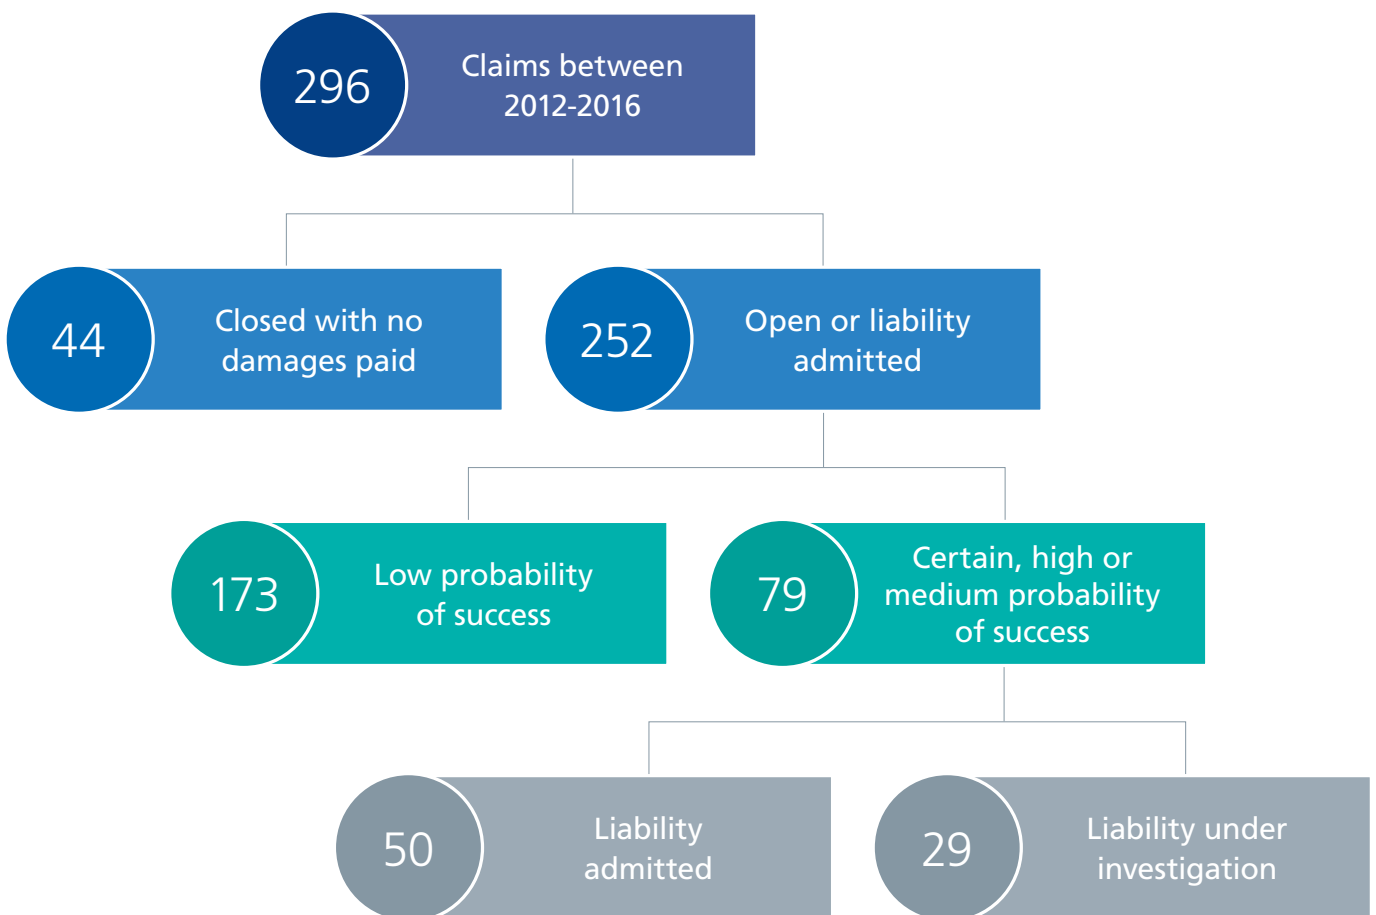 296
Claims between
2012-2016
44
Closed with no
damages paid
252
Open or liability
admitted
173
Low probability
of success
79
Certain, high or
medium probability
of success
50
Liability
admitted
29
Liability under
investigation